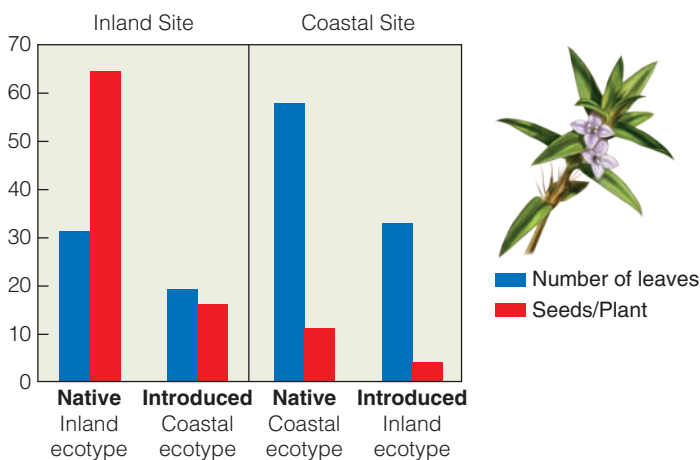 Inland Site
Coastal Site
70
60
50
40
30
20
10
0
Native
Inland
ecotype
Introduced
Coastal
ecotype
Native
Coastal
ecotype
Introduced
Inland
ecotype
Number of leaves
Seeds/Plant